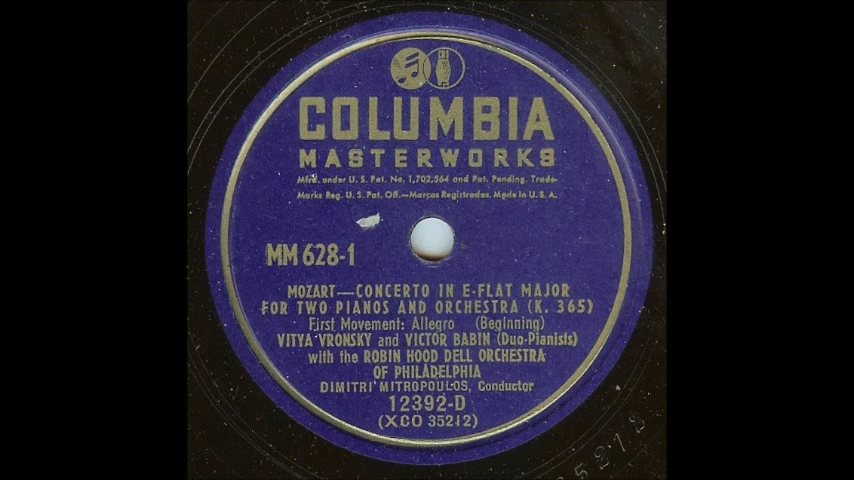 COLUMBIA
MASTERWORKS
Mfrd. under U. S. Pat. No. 1,702,564 and Pat. Pending. Trade-
Marks Reg. U. S. Pat. Off.—Marcas Registradas. Made in U. S. A.
MM 628-1
MOZART—CONCERTO IN E-FLAT MAJOR
FOR TWO PIANOS AND ORCHESTRA (K. 365)
First Movement: Allegro (Beginning)
VITYA VRONSKY and VICTOR BABIN (Duo-Pianists)
with the ROBIN HOOD DELL ORCHESTRA
OF PHILADELPHIA
DIMITRI MITROPOULOS, Conductor
12392-D
(XCO 35212)